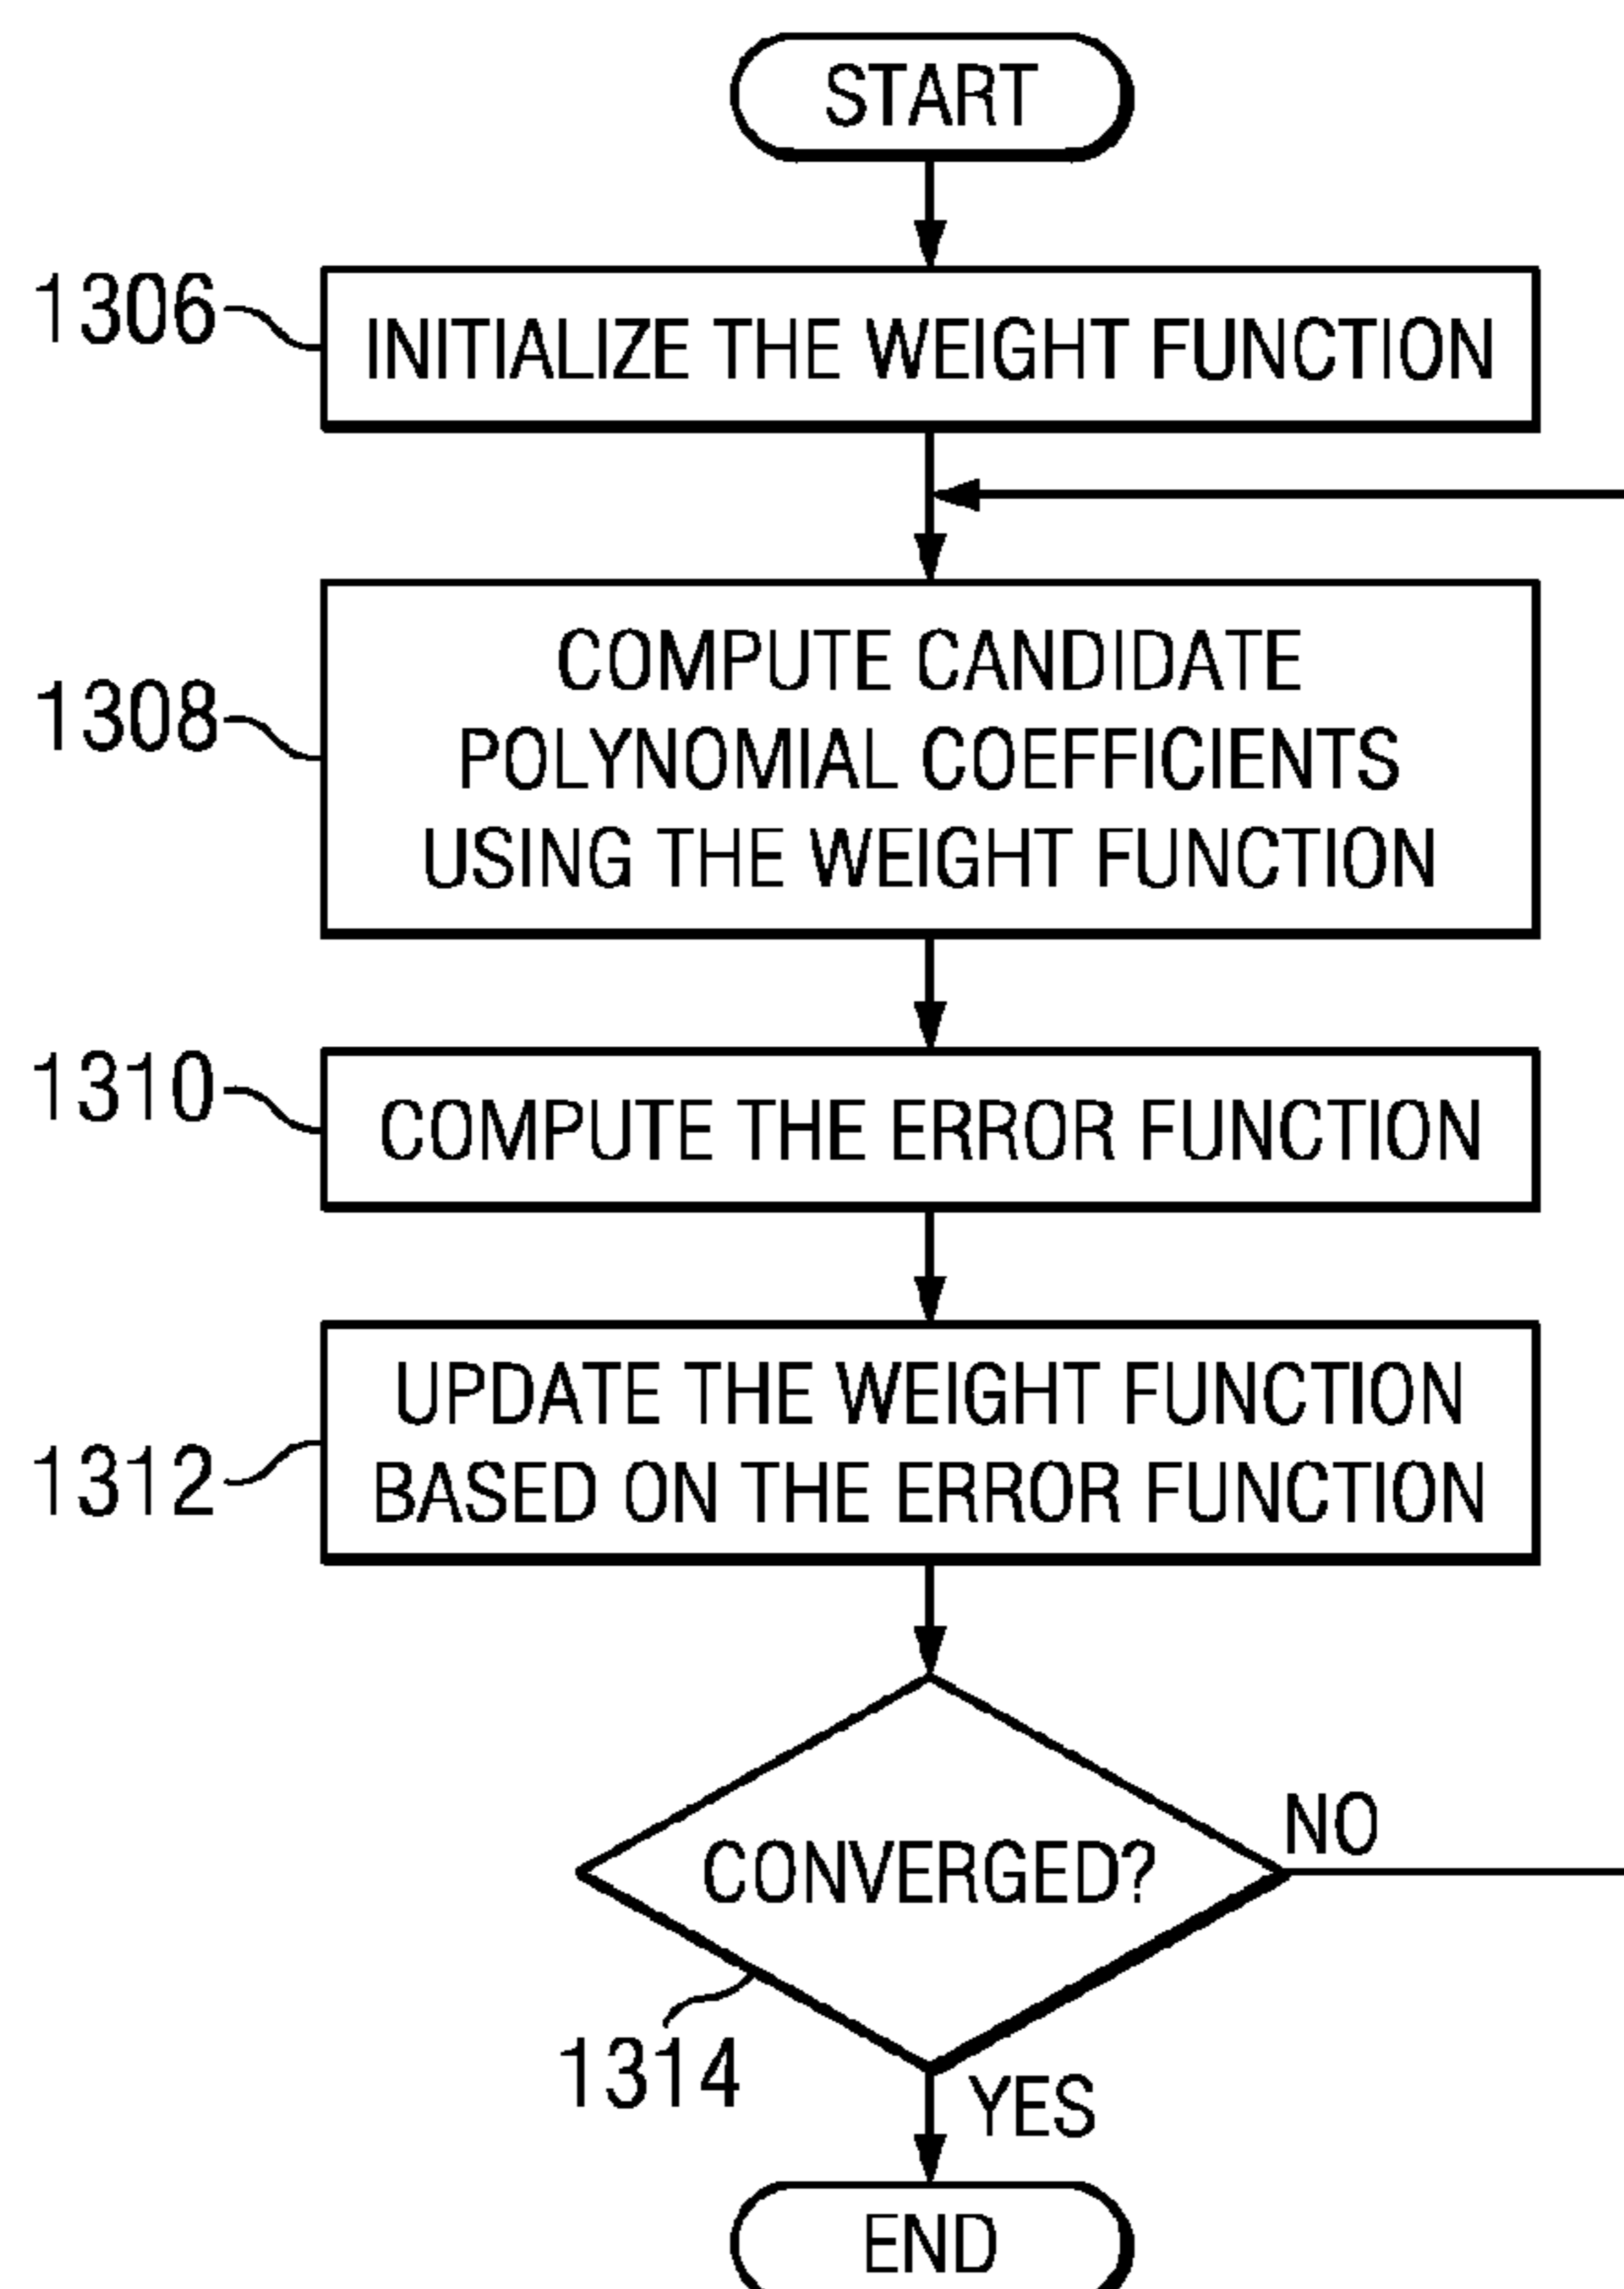 START
1306
INITIALIZE THE WEIGHT FUNCTION
1308
COMPUTE CANDIDATE
POLYNOMIAL COEFFICIENTS
USING THE WEIGHT FUNCTION
1310
COMPUTE THE ERROR FUNCTION
1312
UPDATE THE WEIGHT FUNCTION
BASED ON THE ERROR FUNCTION
CONVERGED?
NO
1314
YES
END